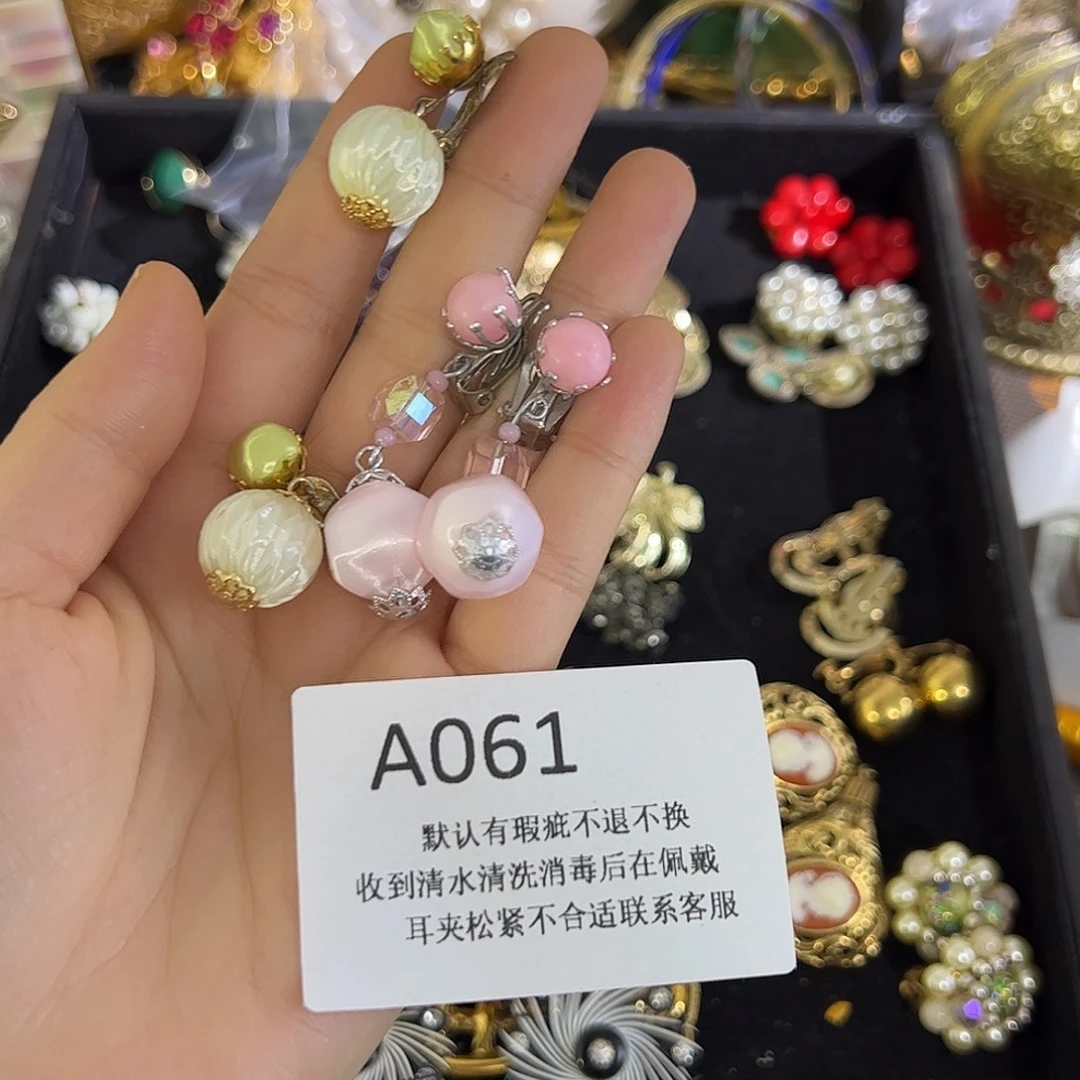 A061
默认有瑕疵不退不换
收到清水清洗消毒后在佩戴
耳夹松紧不合适联系客服